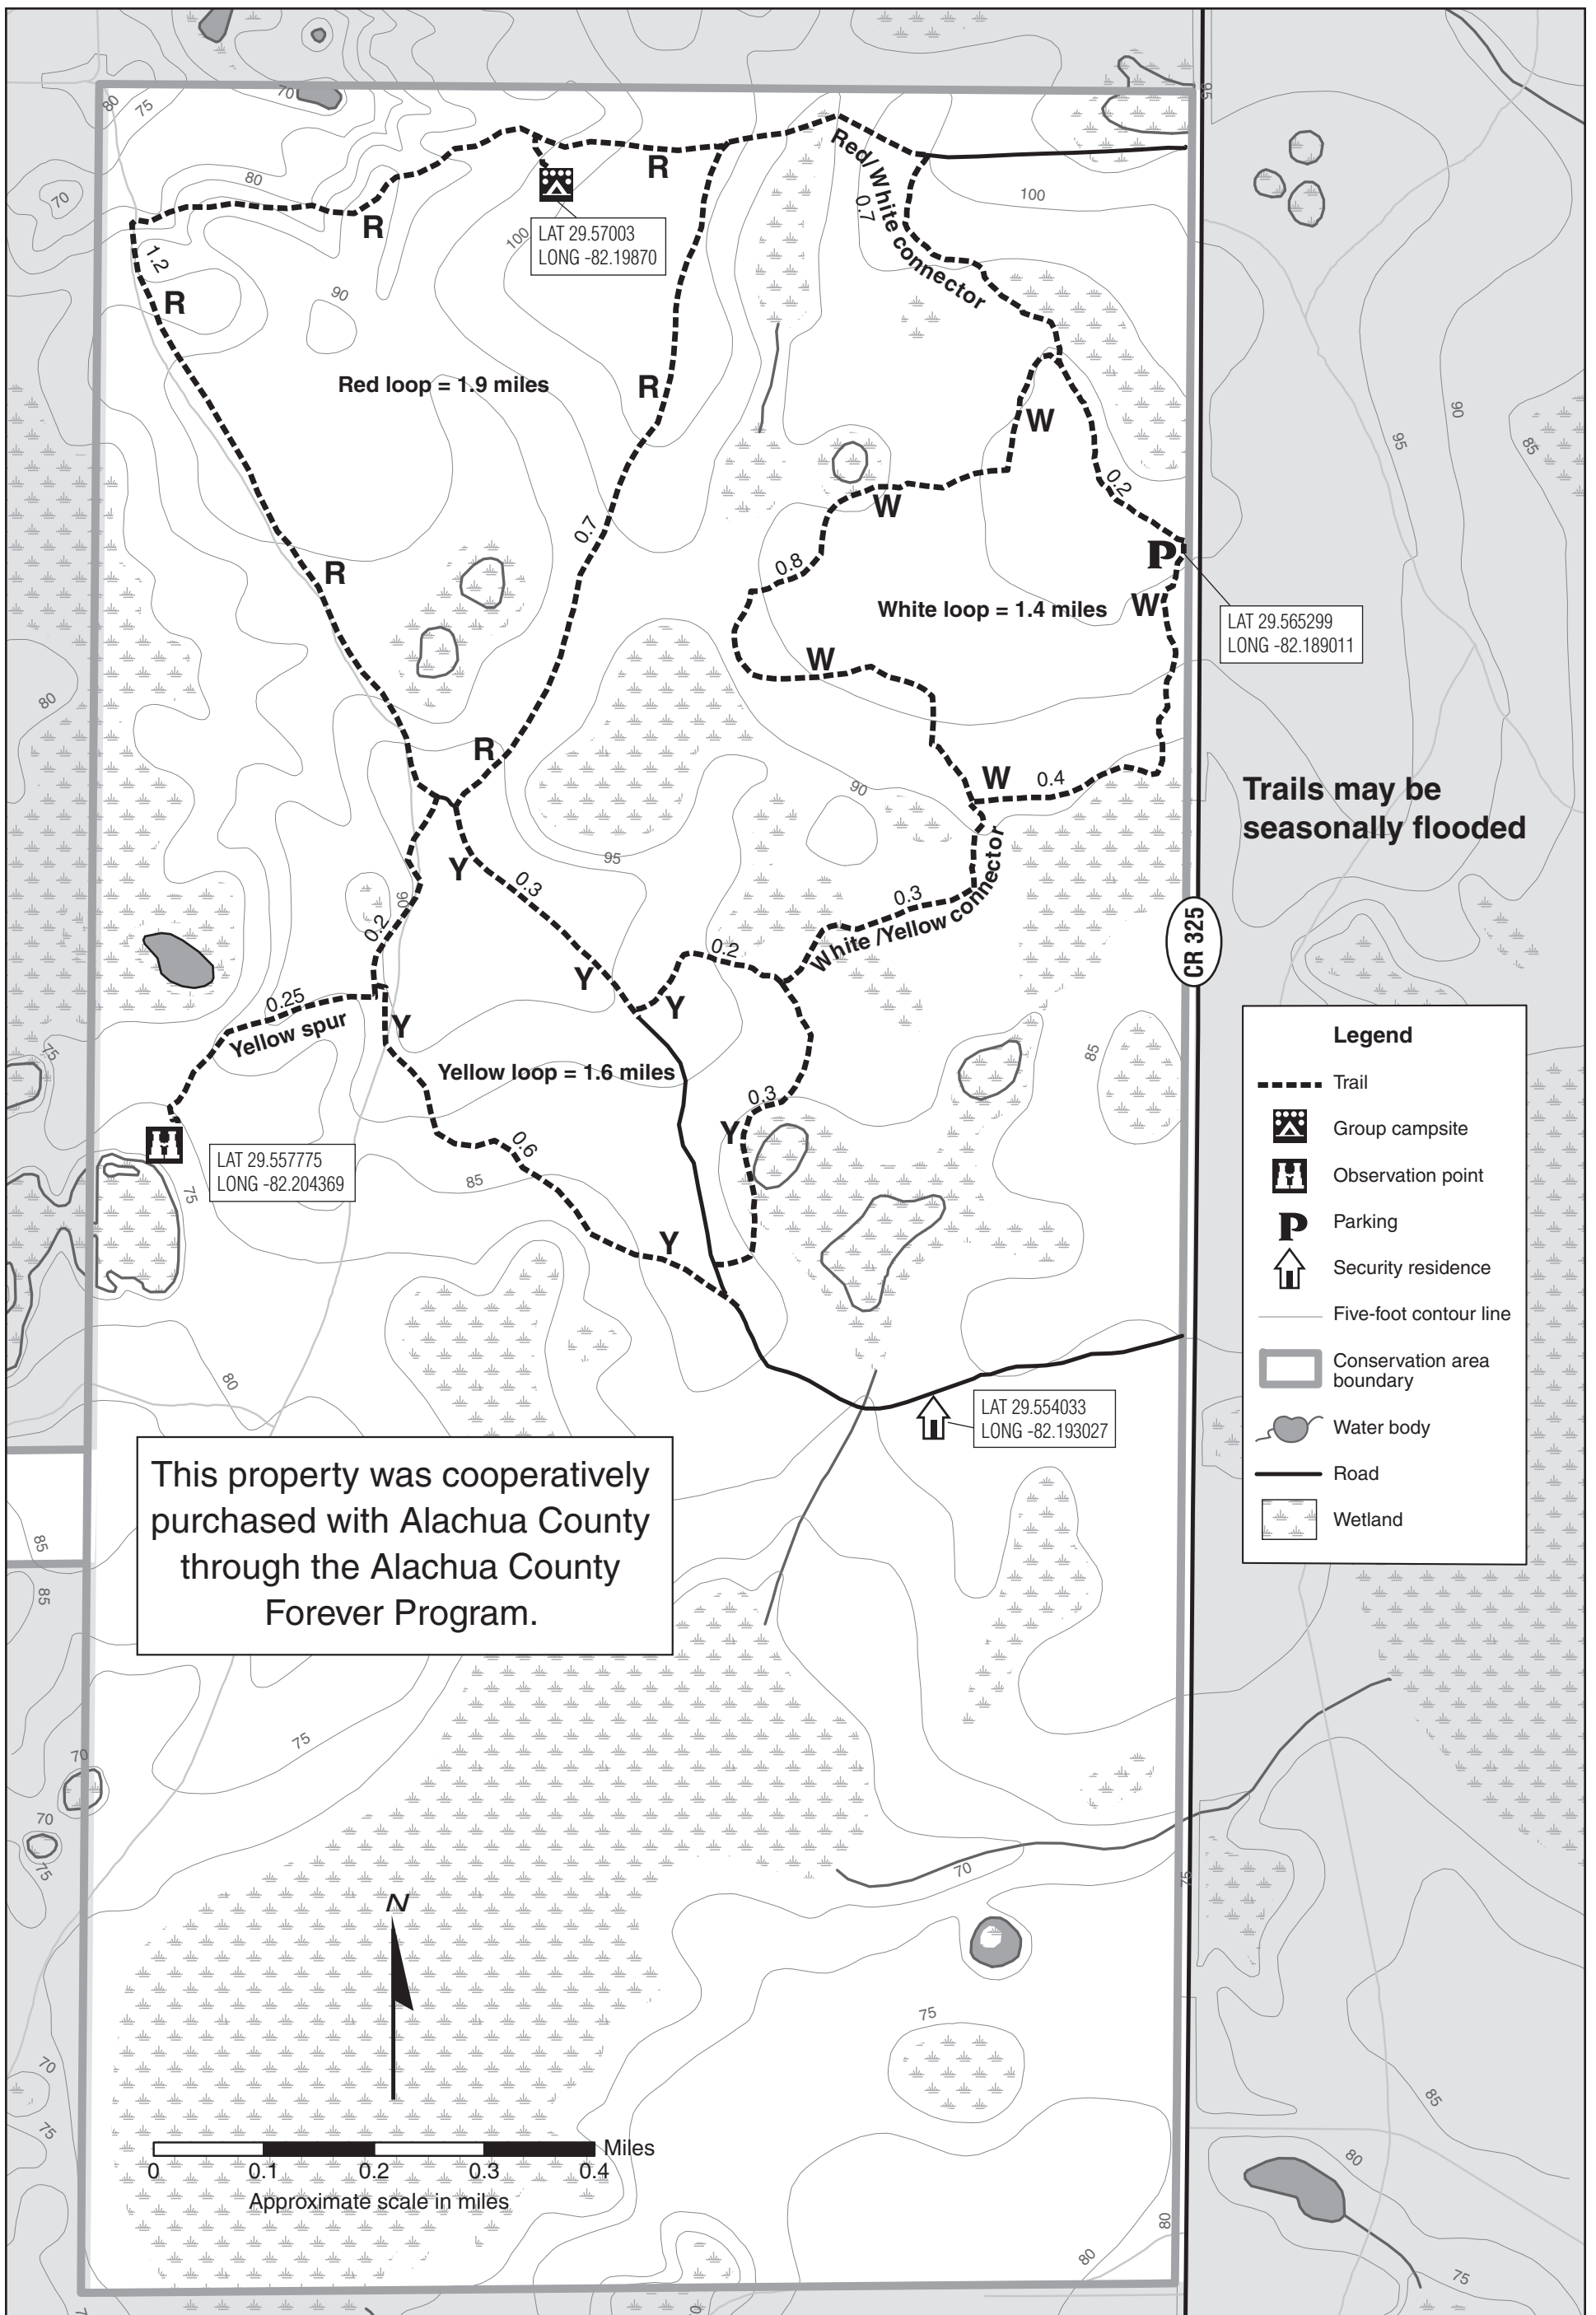 95
80
75
70
R
Red/White connector
0.7
80
70
R
100
LAT 29.57003
LONG -82.19870
100
1.2
R
90
Red loop = 1.9 miles
R
W
90
95
85
0.2
W
0.7
P
0.8
R
White loop = 1.4 miles
W
LAT 29.565299
LONG -82.189011
W
80
R
W
0.4
90
Trails may be
seasonally flooded
95
Y
0.3
90
0.3
White /Yellow connector
0.2
0.2
CR 325
Y
0.25
Y
Yellow spur
Y
75
85
Yellow loop = 1.6 miles
0.3
Y
0.6
LAT 29.557775
LONG -82.204369
75
85
Y
Legend
Trail
Group campsite
Observation point
P Parking
Security residence
Five-foot contour line
Conservation area
boundary
Water body
Road
Wetland
80
LAT 29.554033
LONG -82.193027
This property was cooperatively
purchased with Alachua County
through the Alachua County
Forever Program.
85
85
75
70
70
75
70
75
N
75
70
75
85
80
Miles
0 0.1 0.2 0.3 0.4
Approximate scale in miles
80
80
75